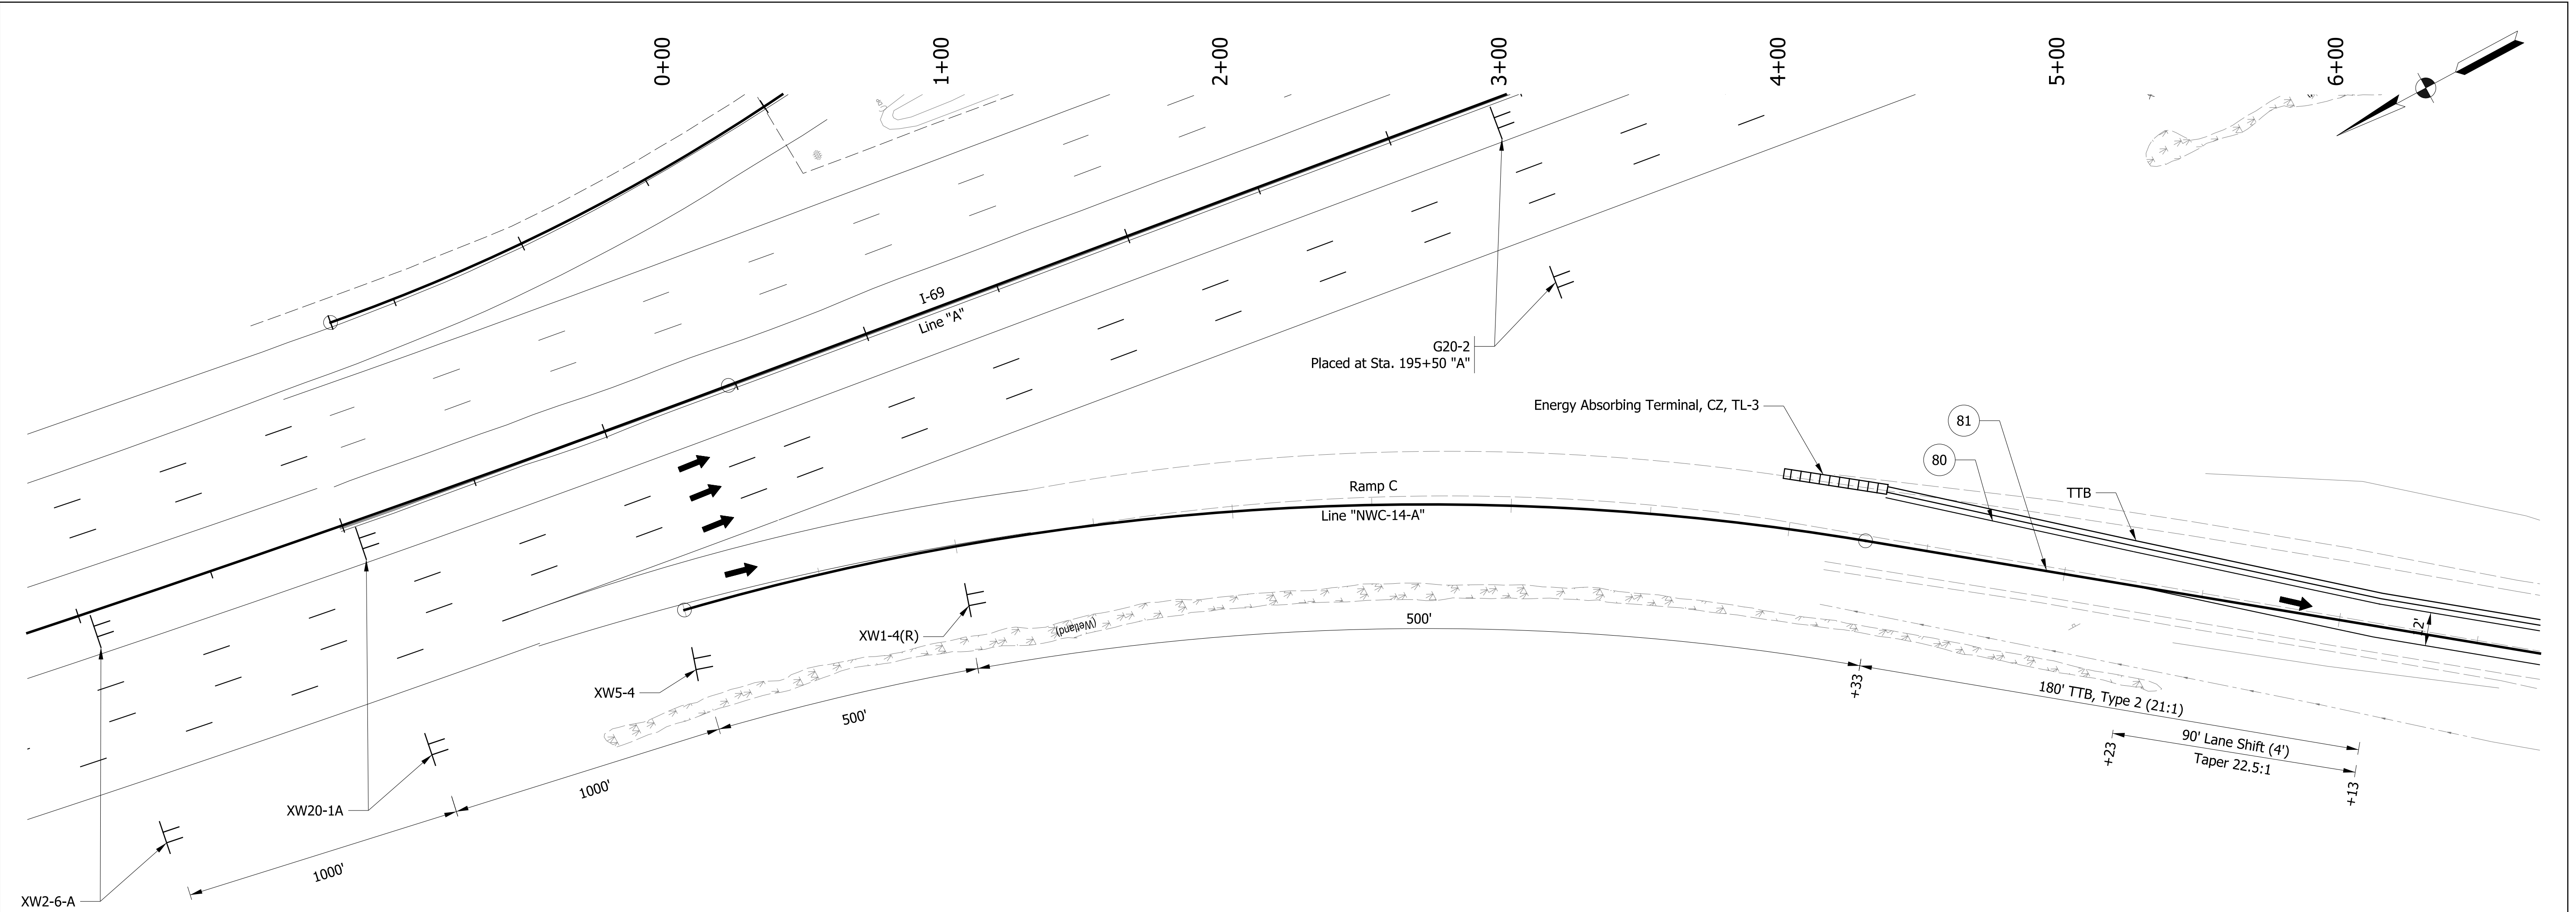 0+00
1+00
2+00
3+00
4+00
5+00
6+00
I-69
Line "A"
G20-2
Placed at Sta. 195+50 "A"
Energy Absorbing Terminal, CZ, TL-3
81
80
TTB
Ramp C
Line "NWC-14-A"
XW1-4(R)
(Wetland)
500'
XW5-4
500'
+33
180' TTB, Type 2 (21:1)
90' Lane Shift (4')
Taper 22.5:1
+23
+13
XW20-1A
1000'
XW2-6-A
1000'